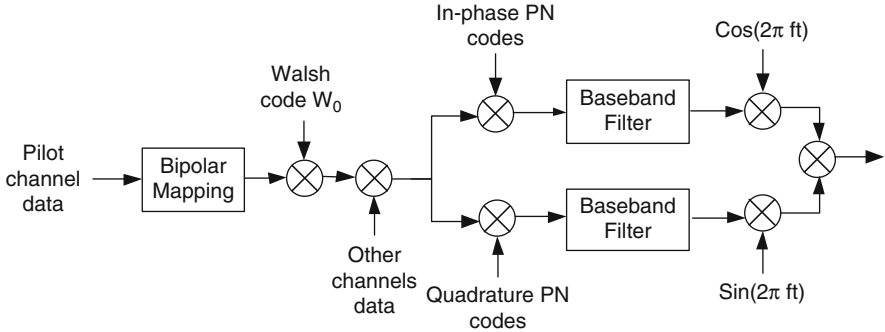 In-phase PN
codes
Cos(2π ft)
Walsh
code W₀
Baseband
Filter
Pilot
channel
data
Bipolar
Mapping
Baseband
Filter
Other
channels
data
Quadrature PN
codes
Sin(2π ft)